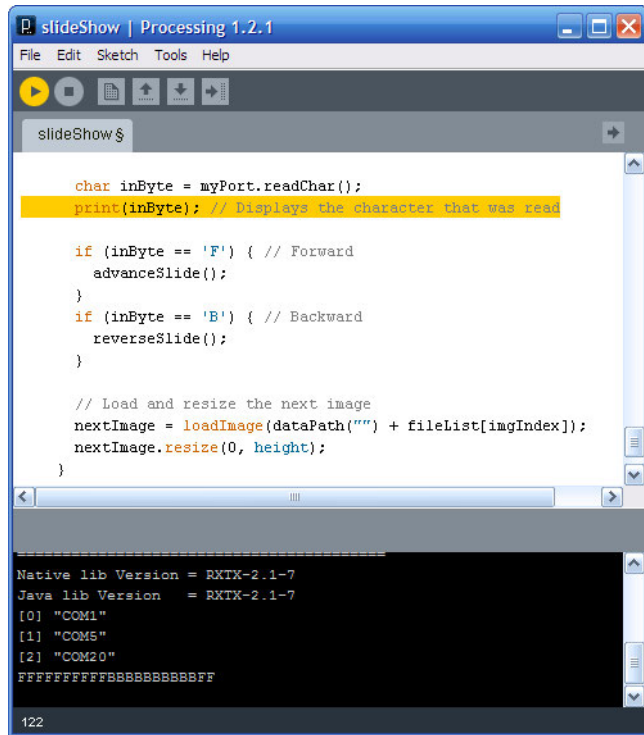 slideShow | Processing 1.2.1
File Edit Sketch Tools Help
slideShow §
char inByte = myPort.readChar();
print(inByte); // Displays the character that was read
if (inByte == 'F') { // Forward
advanceSlide();
}
if (inByte == 'B') { // Backward
reverseSlide();
}
// Load and resize the next image
nextImage = loadImage(dataPath("") + fileList[imgIndex]);
nextImage.resize(0, height);
}
Native lib Version = RXTX-2.1-7
Java lib Version   = RXTX-2.1-7
[0] "COM1"
[1] "COM5"
[2] "COM20"
FFFFFFFFFFBBBBBBBBBBFF
122